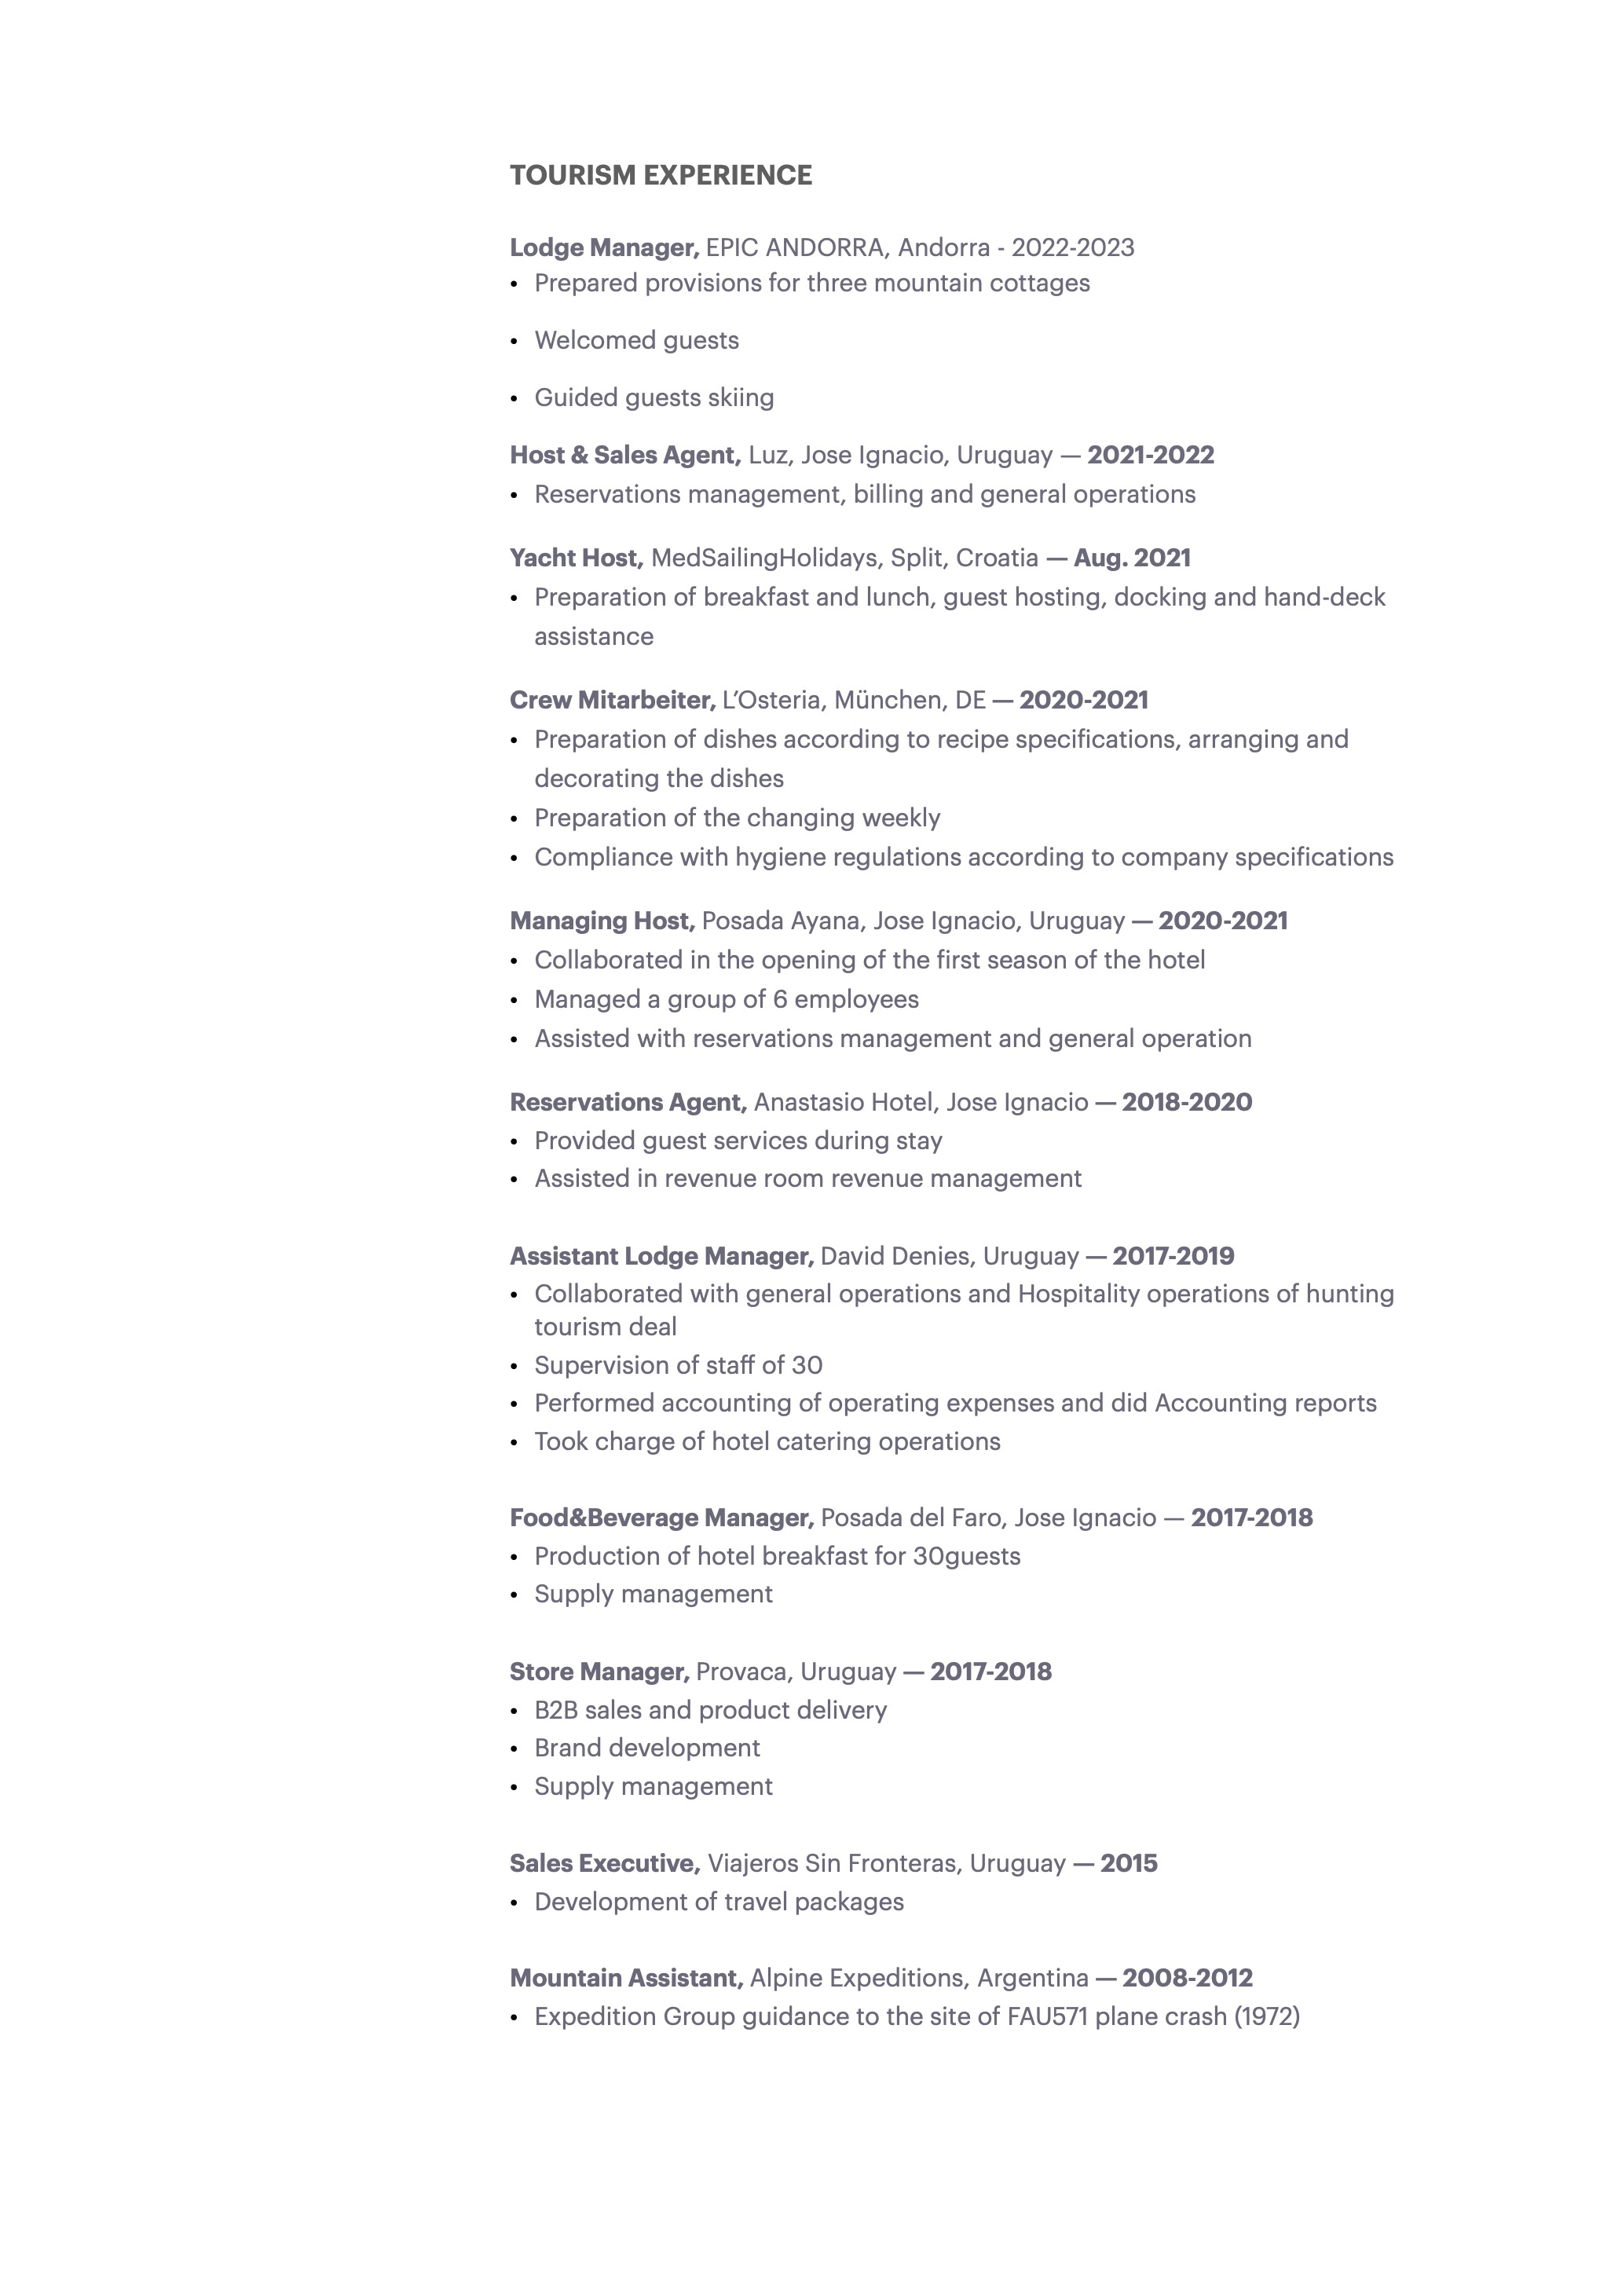 TOURISM EXPERIENCE
Lodge Manager, EPIC ANDORRA, Andorra - 2022-2023
• Prepared provisions for three mountain cottages
• Welcomed guests
• Guided guests skiing
Host & Sales Agent, Luz, Jose Ignacio, Uruguay — 2021-2022
• Reservations management, billing and general operations
Yacht Host, MedSailingHolidays, Split, Croatia — Aug. 2021
• Preparation of breakfast and lunch, guest hosting, docking and hand-deck
assistance
Crew Mitarbeiter, L’Osteria, München, DE — 2020-2021
• Preparation of dishes according to recipe specifications, arranging and
decorating the dishes
• Preparation of the changing weekly
• Compliance with hygiene regulations according to company specifications
Managing Host, Posada Ayana, Jose Ignacio, Uruguay — 2020-2021
• Collaborated in the opening of the first season of the hotel
• Managed a group of 6 employees
• Assisted with reservations management and general operation
Reservations Agent, Anastasio Hotel, Jose Ignacio — 2018-2020
• Provided guest services during stay
• Assisted in revenue room revenue management
Assistant Lodge Manager, David Denies, Uruguay — 2017-2019
• Collaborated with general operations and Hospitality operations of hunting
tourism deal
• Supervision of staff of 30
• Performed accounting of operating expenses and did Accounting reports
• Took charge of hotel catering operations
Food&Beverage Manager, Posada del Faro, Jose Ignacio — 2017-2018
• Production of hotel breakfast for 30guests
• Supply management
Store Manager, Provaca, Uruguay — 2017-2018
• B2B sales and product delivery
• Brand development
• Supply management
Sales Executive, Viajeros Sin Fronteras, Uruguay — 2015
• Development of travel packages
Mountain Assistant, Alpine Expeditions, Argentina — 2008-2012
• Expedition Group guidance to the site of FAU571 plane crash (1972)